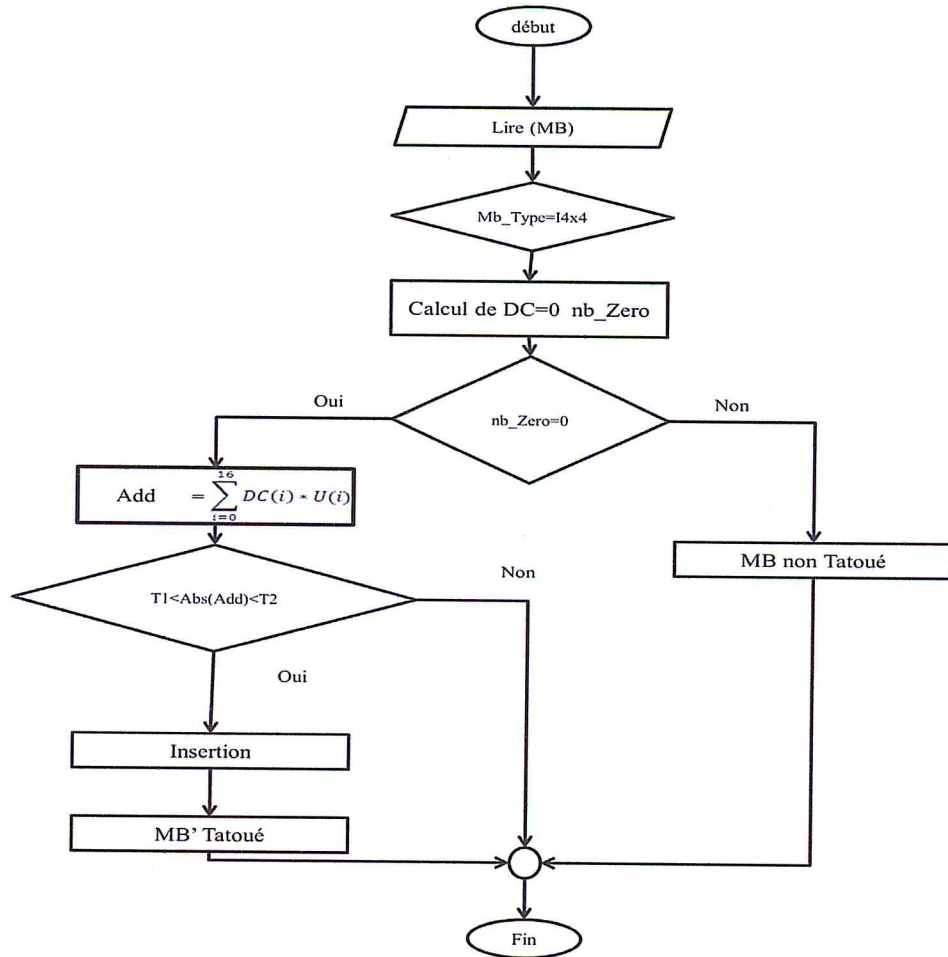 début
Lire (MB)
Mb_Type=I4x4
Calcul de DC=0 nb_Zero
Oui
Non
nb_Zero=0
Add = \sum_{i=0}^{16} DC(i) * U(i)
MB non Tatoué
Non
T1<Abs(Add)<T2
Oui
Insertion
MB’ Tatoué
Fin